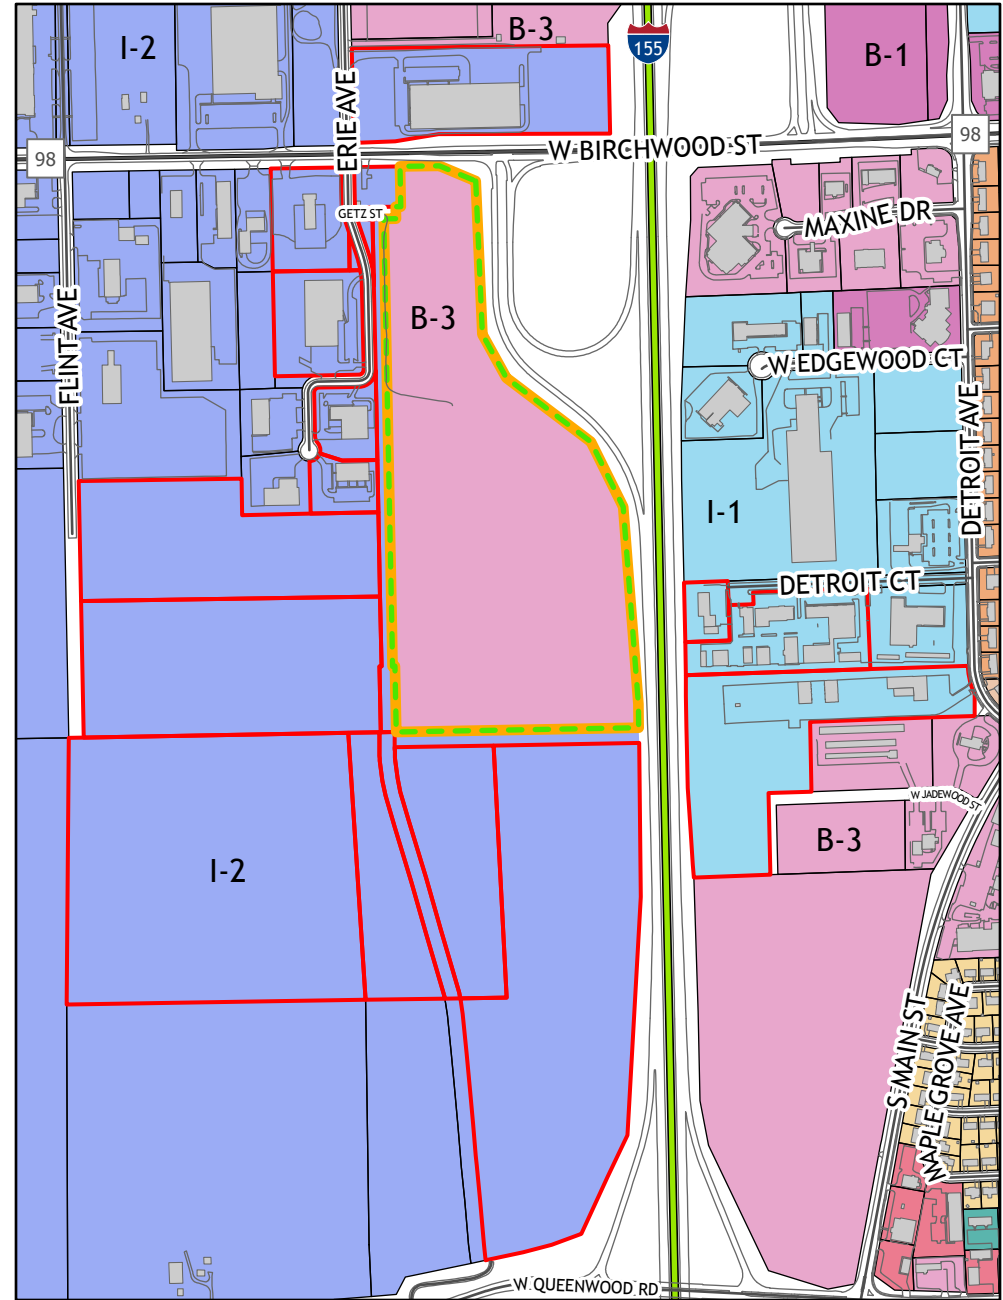 B-3
I-2
B-1
155
ERIE AVE
98
98
W BIRCHWOOD ST
GETZ ST
MAXINE DR
B-3
FLINT AVE
W EDGEWOOD CT
DETROIT AVE
I-1
DETROIT CT
W JADEWOOD ST
B-3
I-2
S MAIN ST
MAPLE GROVE AVE
W QUEENWOOD RD